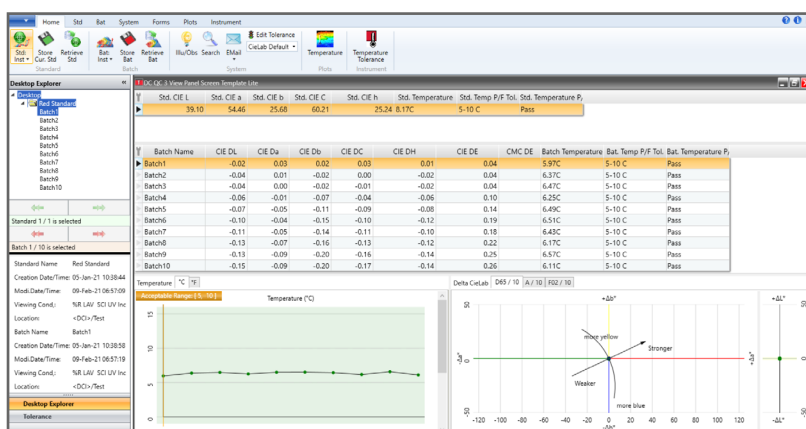 Home Std Bat System Forms Plots Instrument
Std: Inst Store Cur. Std Retrieve Std
Bat: Inst Store Bat Retrieve Bat
Illu/Obs Search EMail
Edit Tolerance
CieLab Default
Temperature
Temperature Tolerance
Standard Batch System Plots Instrument
Desktop Explorer
Desktop
Red Standard
Batch1
Batch2
Batch3
Batch4
Batch5
Batch6
Batch7
Batch8
Batch9
Batch10
Standard 1 / 1 is selected
Batch 1 / 10 is selected
Standard Name Red Standard
Creation Date/Time: 05-Jan-21 10:38:44
Modi.Date/Time: 09-Feb-21 06:57:09
Viewing Cond.: %R LAV SCI UV Inc
Location: <DCI>/Test
Batch Name Batch1
Creation Date/Time: 05-Jan-21 10:38:58
Modi.Date/Time: 09-Feb-21 06:57:19
Viewing Cond.: %R LAV SCI UV Inc
Location: <DCI>/Test
Desktop Explorer
Tolerance
DC QC 3 View Panel Screen Template Lite
Std. CIE L Std. CIE a Std. CIE b Std. CIE C Std. CIE h Std. Temperature Std. Temp P/F Tol. Std. Temperature P/
39.10 54.46 25.68 60.21 25.24 8.17C 5-10 C Pass
Batch Name CIE DL CIE Da CIE Db CIE DC CIE DH CIE DE CMC DE Batch Temperature Bat. Temp P/F Tol. Bat. Temperature P/
Batch1 -0.02 0.03 0.02 0.03 0.01 0.04 5.97C 5-10 C Pass
Batch2 -0.04 0.01 -0.02 0.00 -0.02 0.04 6.37C 5-10 C Pass
Batch3 -0.04 0.00 -0.02 -0.01 -0.02 0.04 6.47C 5-10 C Pass
Batch4 -0.06 -0.01 -0.07 -0.04 -0.06 0.10 6.25C 5-10 C Pass
Batch5 -0.07 -0.05 -0.11 -0.09 -0.08 0.14 6.49C 5-10 C Pass
Batch6 -0.10 -0.04 -0.15 -0.10 -0.12 0.19 6.51C 5-10 C Pass
Batch7 -0.11 -0.05 -0.14 -0.11 -0.10 0.18 6.43C 5-10 C Pass
Batch8 -0.13 -0.07 -0.16 -0.13 -0.12 0.22 6.17C 5-10 C Pass
Batch9 -0.13 -0.09 -0.20 -0.16 -0.14 0.25 6.57C 5-10 C Pass
Batch10 -0.15 -0.09 -0.20 -0.17 -0.14 0.26 6.11C 5-10 C Pass
Temperature °C °F
Acceptable Range: [ 5 - 10 ]
Temperature (°C)
15
10
5
0
Delta CieLab D65 / 10 A / 10 F02 / 10
+Δb*
more yellow
Stronger
Weaker
more blue
-Δa*
+Δa*
50
0
-50
-120 -100 -80 -60 -40 -20 0 20 40 60 80 100 120
-Δb*
+ΔL*
50
0
-50
-ΔL*